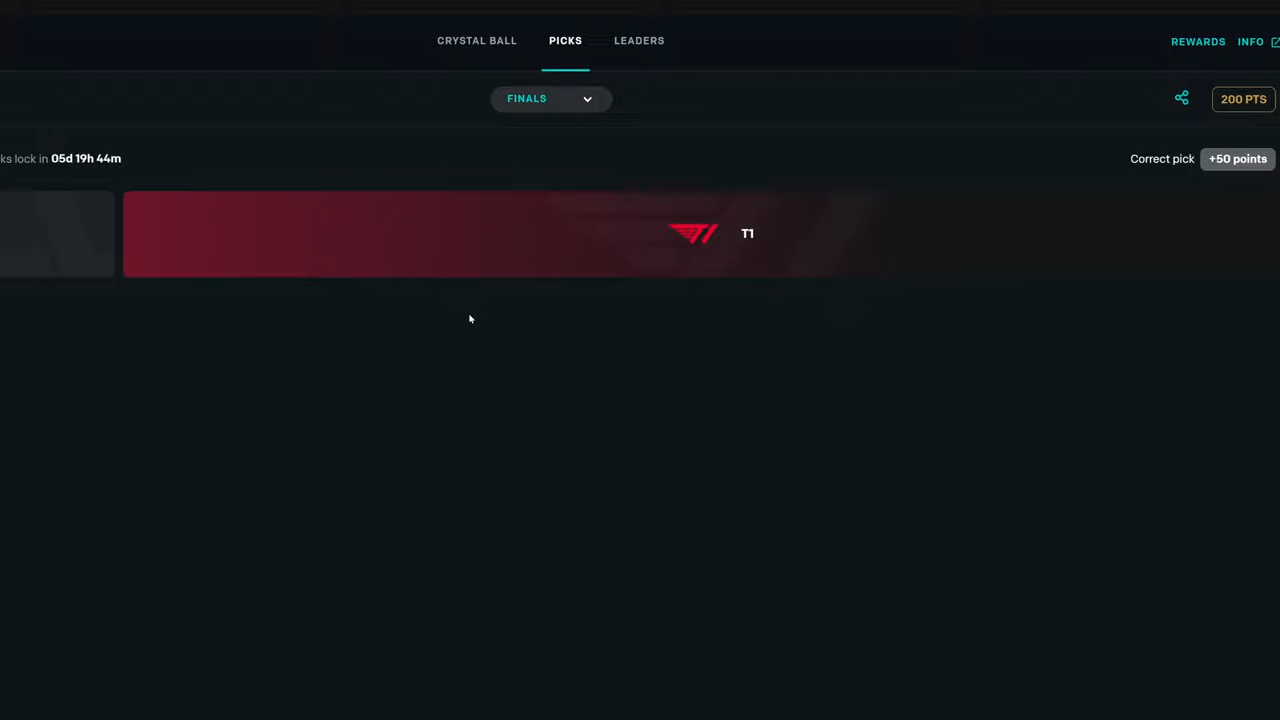 CRYSTAL BALL PICKS LEADERS REWARDS INFO
FINALS 200 PTS
ks lock in 05d 19h 44m Correct pick +50 points
T1